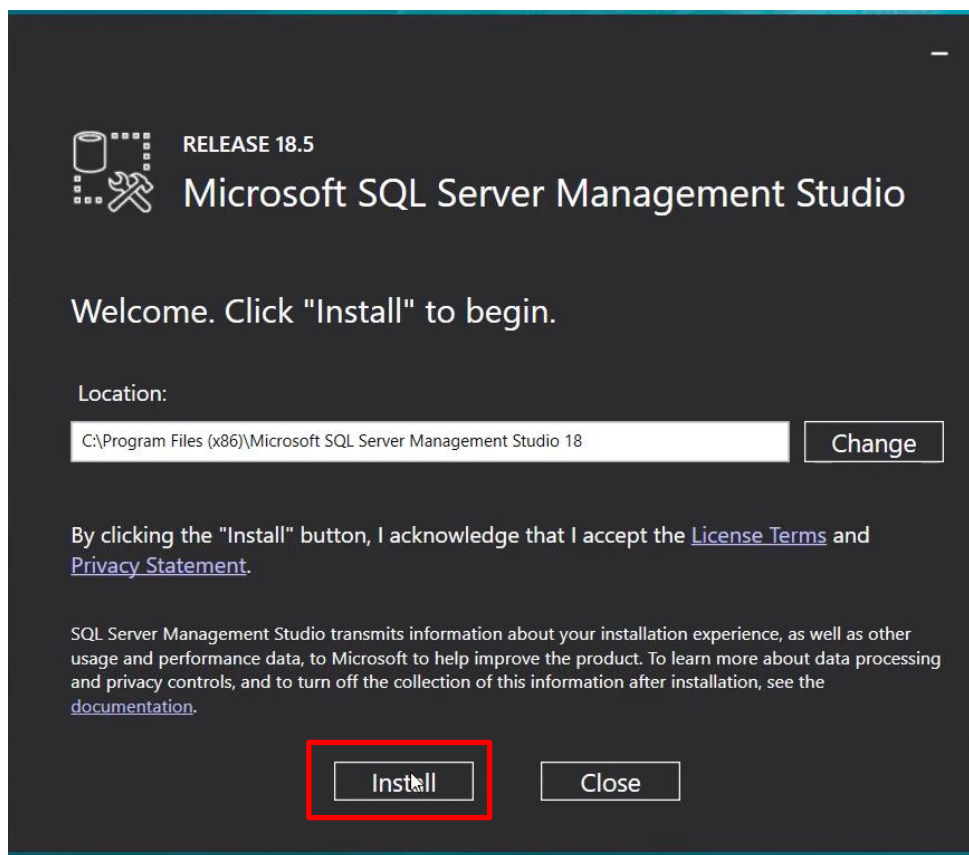 RELEASE 18.5
Microsoft SQL Server Management Studio
Welcome. Click "Install" to begin.
Location:
C:\Program Files (x86)\Microsoft SQL Server Management Studio 18
Change
By clicking the "Install" button, I acknowledge that I accept the License Terms and
Privacy Statement.
SQL Server Management Studio transmits information about your installation experience, as well as other
usage and performance data, to Microsoft to help improve the product. To learn more about data processing
and privacy controls, and to turn off the collection of this information after installation, see the
documentation.
Install
Close